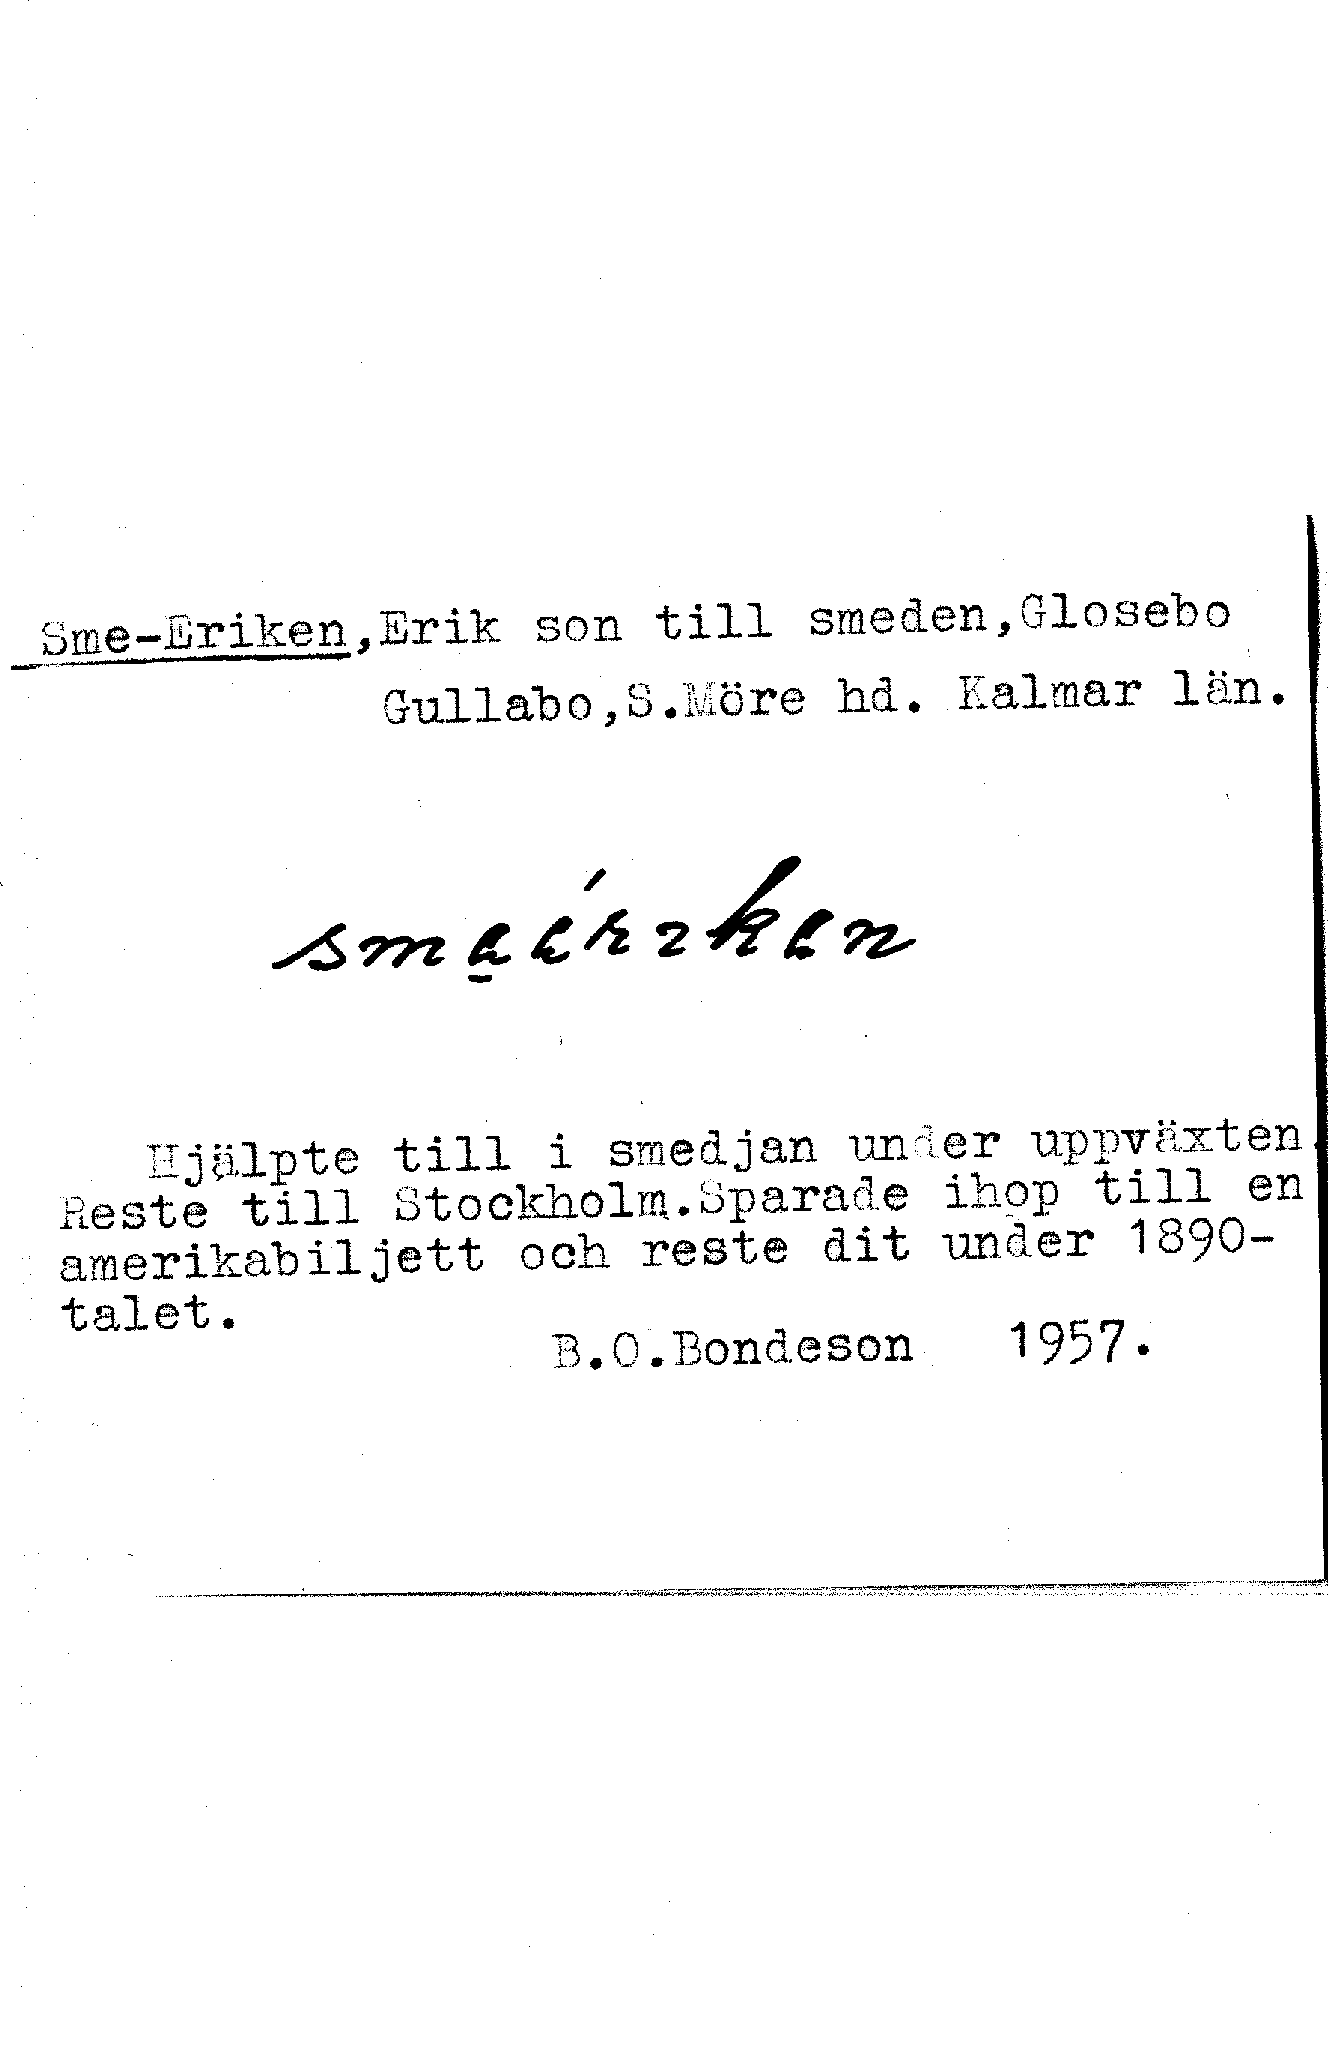 Sme-Eriken,Erik son till smeden,Glosebo
Gullabo,S.Möre hd. Kalmar län.
Hjälpte till i smedjan under uppväxten.
Reste till Stockholm.Sparade ihop till en
amerikabiljett och reste dit under 1890-
talet.
B.O.Bondeson 1957.